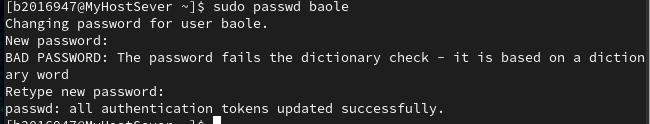 [b2016947@MyHostSever ~]$ sudo passwd baole
Changing password for user baole.
New password:
BAD PASSWORD: The password fails the dictionary check - it is based on a diction
ary word
Retype new password:
passwd: all authentication tokens updated successfully.
[b2016947@MyHostSever ~]$